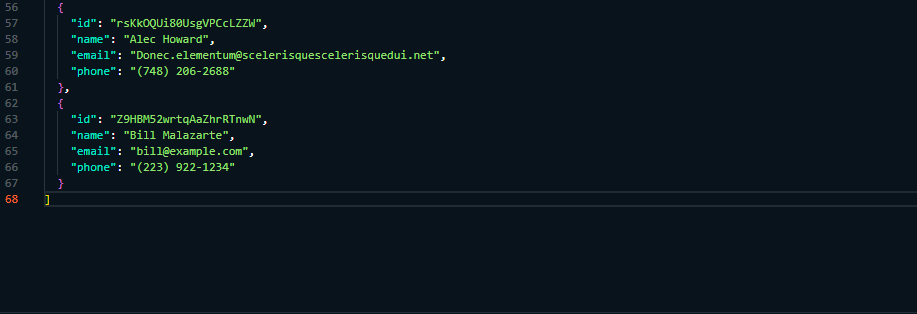 56 {
57 "id": "rsKkOQUi80UsgVPCcLZZW",
58 "name": "Alec Howard",
59 "email": "Donec.elementum@scelerisquescelerisquedui.net",
60 "phone": "(748) 206-2688"
61 },
62 {
63 "id": "Z9HBM52wrtqAaZhrRTnwN",
64 "name": "Bill Malazarte",
65 "email": "bill@example.com",
66 "phone": "(223) 922-1234"
67 }
68 ]